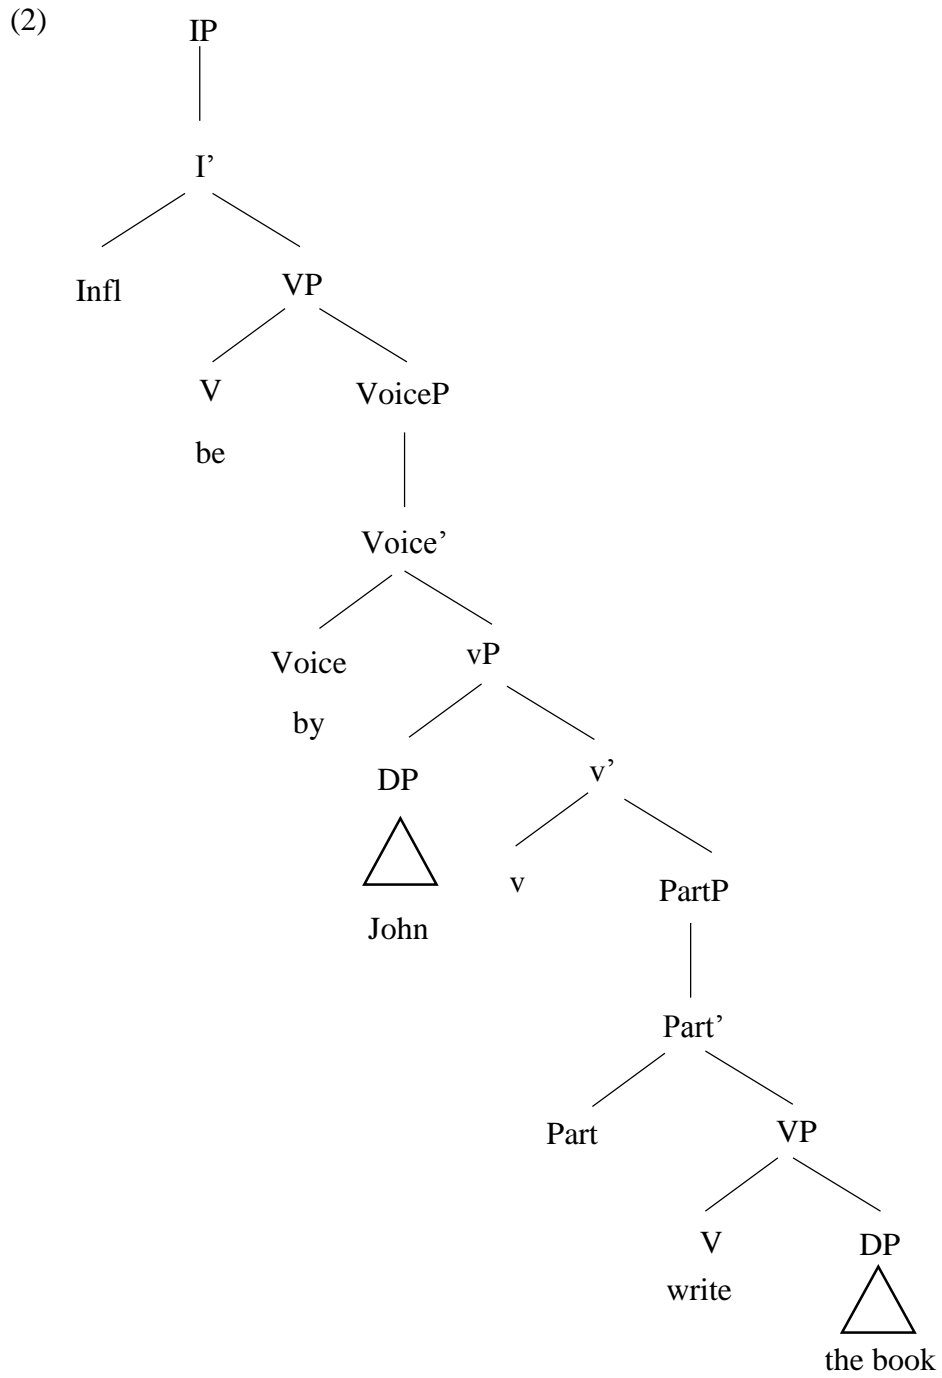 (2)
IP
I’
Infl
VP
V
VoiceP
be
Voice’
Voice
vP
by
DP
v’
v
PartP
John
Part’
Part
VP
V
DP
write
the book